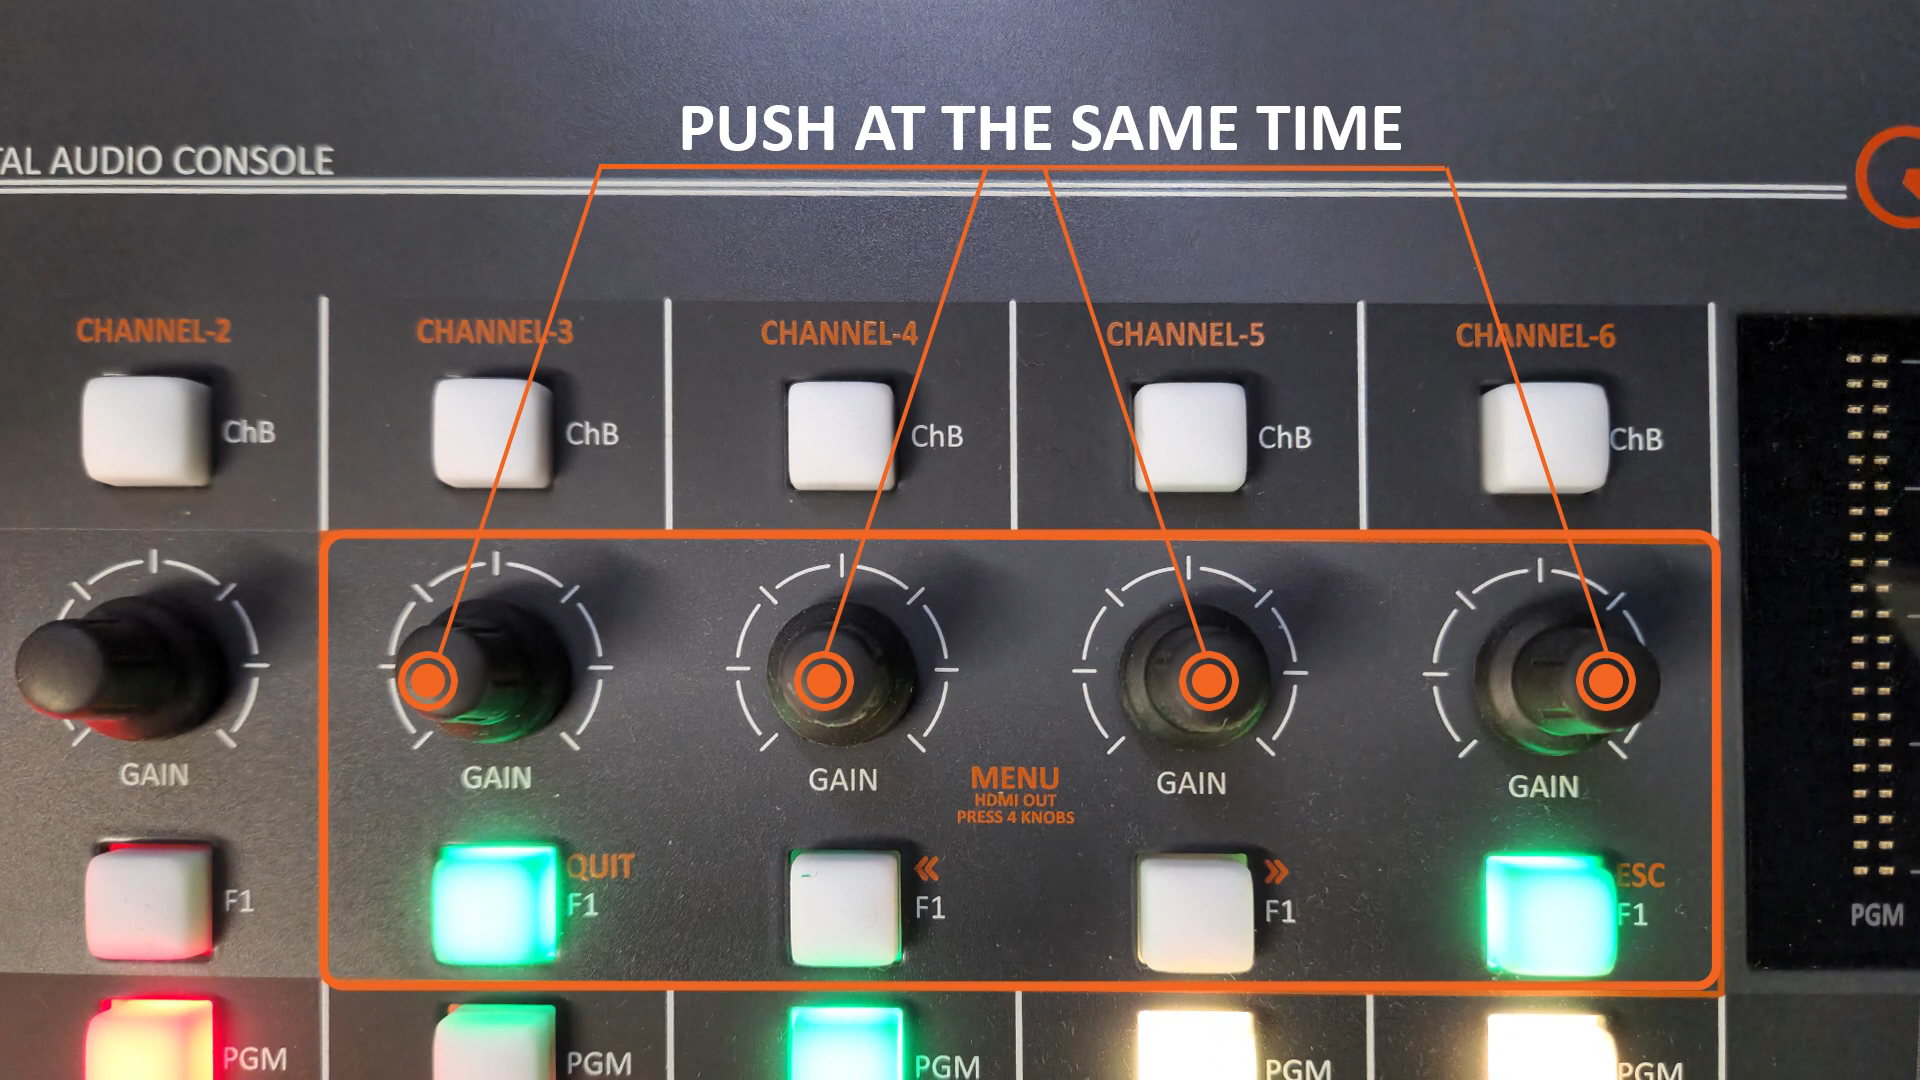 PUSH AT THE SAME TIME
TAL AUDIO CONSOLE
CHANNEL-2
CHANNEL-3
CHANNEL-4
CHANNEL-5
CHANNEL-6
ChB
ChB
ChB
ChB
ChB
GAIN
GAIN
GAIN
GAIN
GAIN
MENU
HDMI OUT
PRESS 4 KNOBS
F1
QUIT
F1
«
F1
»
F1
ESC
F1
PGM
PGM
PGM
PGM
PGM
PGM